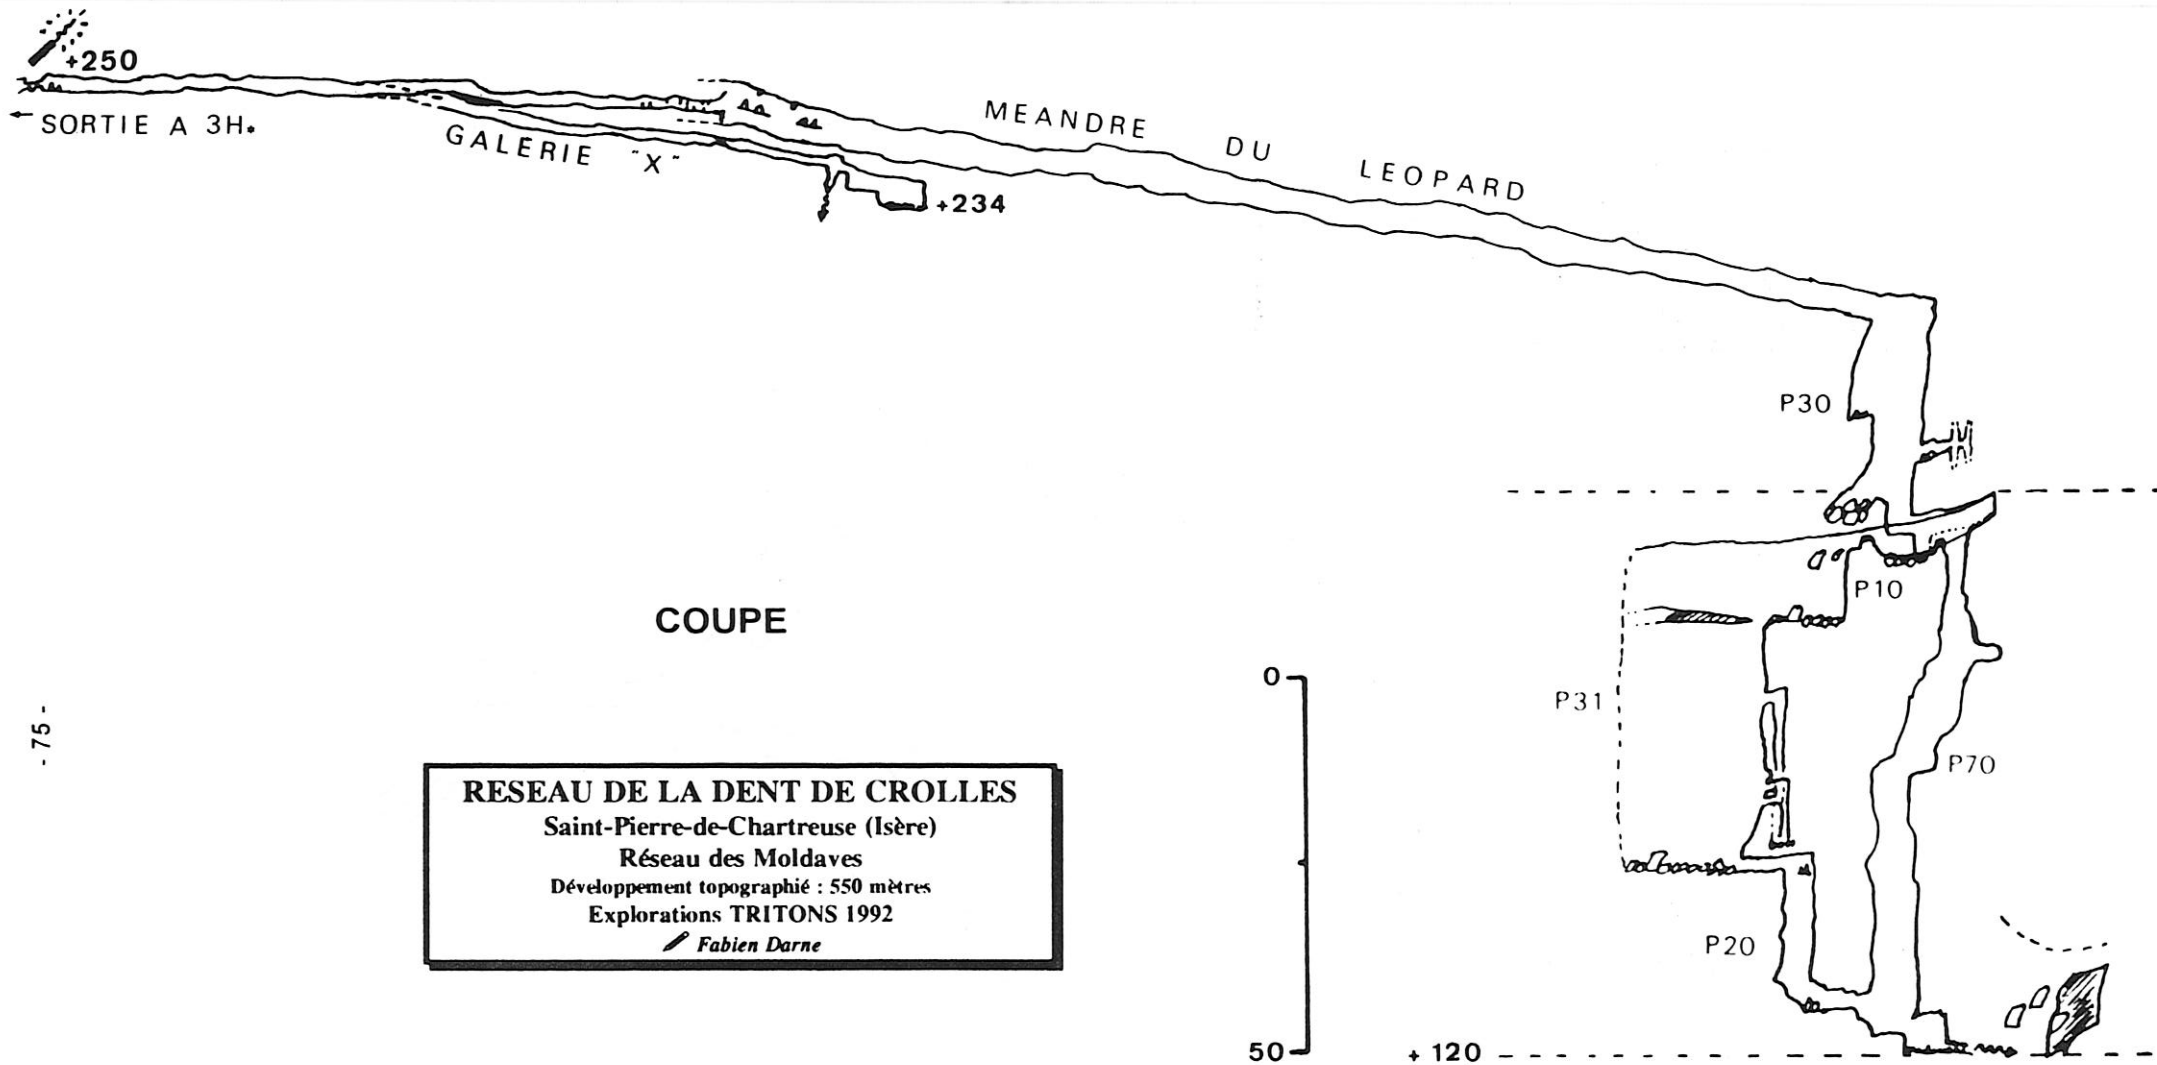 +250
← SORTIE A 3H.
GALERIE "X"
+234
MEANDRE DU LEOPARD
P30
P10
P31
P70
P20
COUPE
0
50
+ 120
- 75 -
RESEAU DE LA DENT DE CROLLES
Saint-Pierre-de-Chartreuse (Isère)
Réseau des Moldaves
Développement topographié : 550 mètres
Explorations TRITONS 1992
Fabien Darne